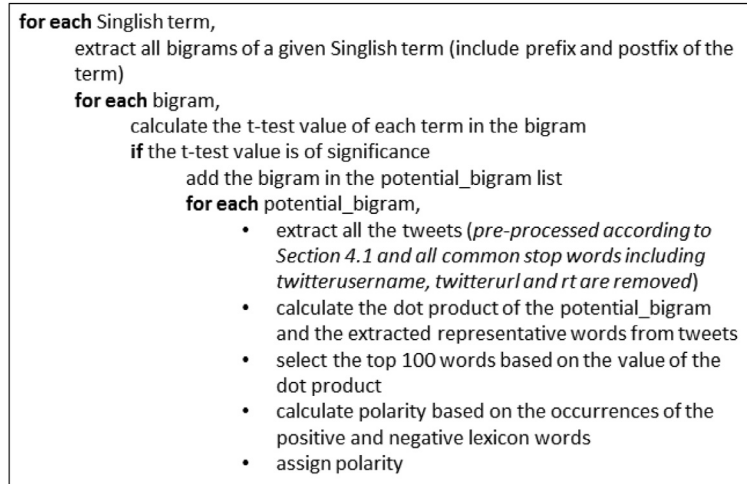 for each Singlish term,
extract all bigrams of a given Singlish term (include prefix and postfix of the
term)
for each bigram,
calculate the t-test value of each term in the bigram
if the t-test value is of significance
add the bigram in the potential_bigram list
for each potential_bigram,
• extract all the tweets (pre-processed according to
Section 4.1 and all common stop words including
twitterusername, twitterurl and rt are removed)
• calculate the dot product of the potential_bigram
and the extracted representative words from tweets
• select the top 100 words based on the value of the
dot product
• calculate polarity based on the occurrences of the
positive and negative lexicon words
• assign polarity